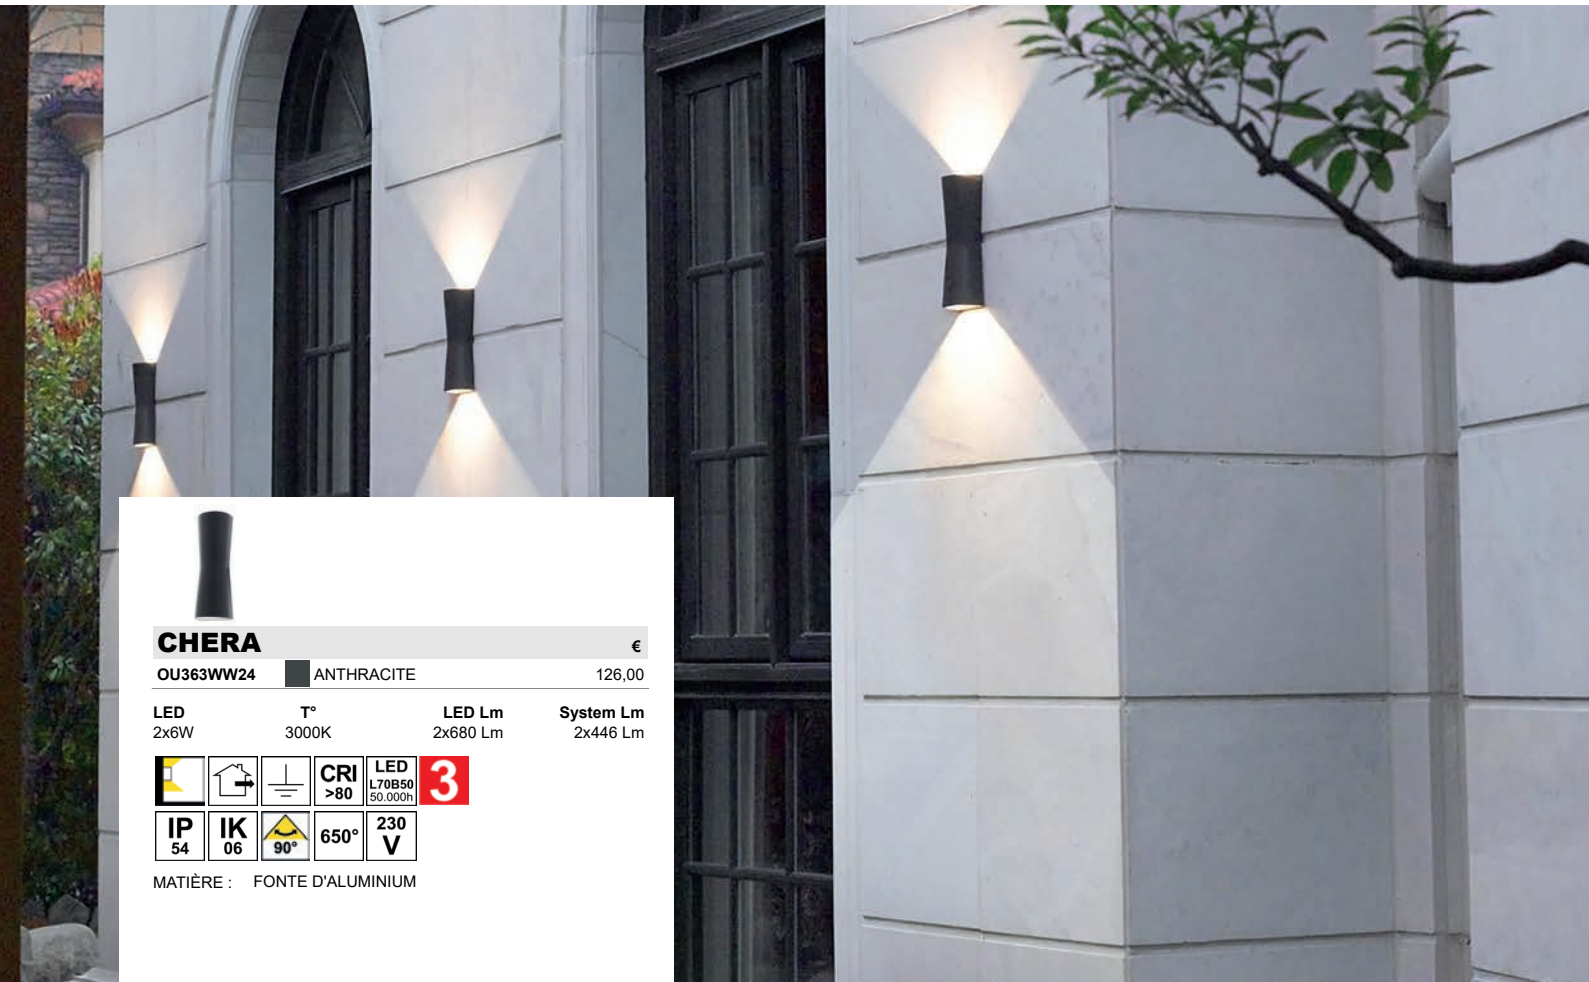 CHERA €
OU363WW24 ANTHRACITE 126,00
LED T° LED Lm System Lm
2x6W 3000K 2x680 Lm 2x446 Lm
CRI >80 LED L70B50 50.000h 3
IP 54 IK 06 90° 650° 230 V
MATIÈRE : FONTE D'ALUMINIUM